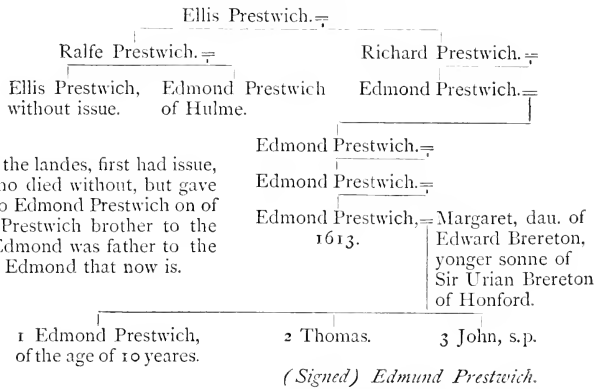 Ellis Prestwich.=
Ralfe Prestwich.= Richard Prestwich.=
Ellis Prestwich, without issue. Edmond Prestwich of Hulme. Edmond Prestwich.=
Edmond Prestwich.=
the landes, first had issue,
no died without, but gave
o Edmond Prestwich on of
Prestwich brother to the
Edmond was father to the
Edmond that now is.
Edmond Prestwich.=
Edmond Prestwich,=
1613.
Margaret, dau. of
Edward Brereton,
yonger sonne of
Sir Urian Brereton
of Honford.
1 Edmond Prestwich,
of the age of 10 yeares.
2 Thomas.
3 John, s.p.
(Signed) Edmund Prestwich.